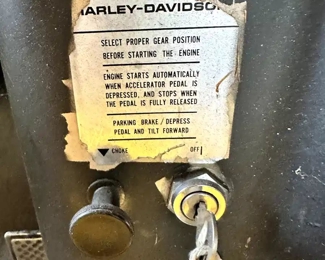 HARLEY-DAVIDSON
SELECT PROPER GEAR POSITION
BEFORE STARTING THE ENGINE
ENGINE STARTS AUTOMATICALLY
WHEN ACCELERATOR PEDAL IS
DEPRESSED, AND STOPS WHEN
THE PEDAL IS FULLY RELEASED
PARKING BRAKE / DEPRESS
PEDAL AND TILT FORWARD
CHOKE OFF